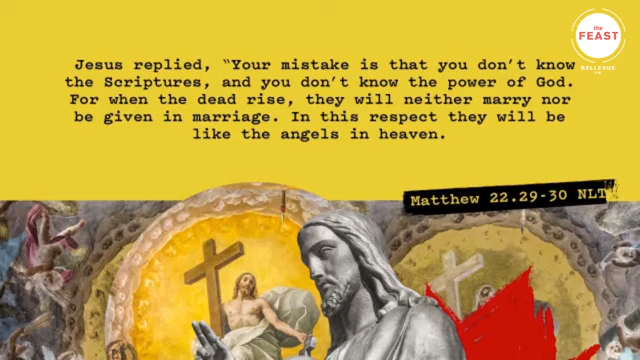 the
FEAST
BELLEVUE
Jesus replied, “Your mistake is that you don’t know
the Scriptures, and you don’t know the power of God.
For when the dead rise, they will neither marry nor
be given in marriage. In this respect they will be
like the angels in heaven.
Matthew 22.29-30 NLT